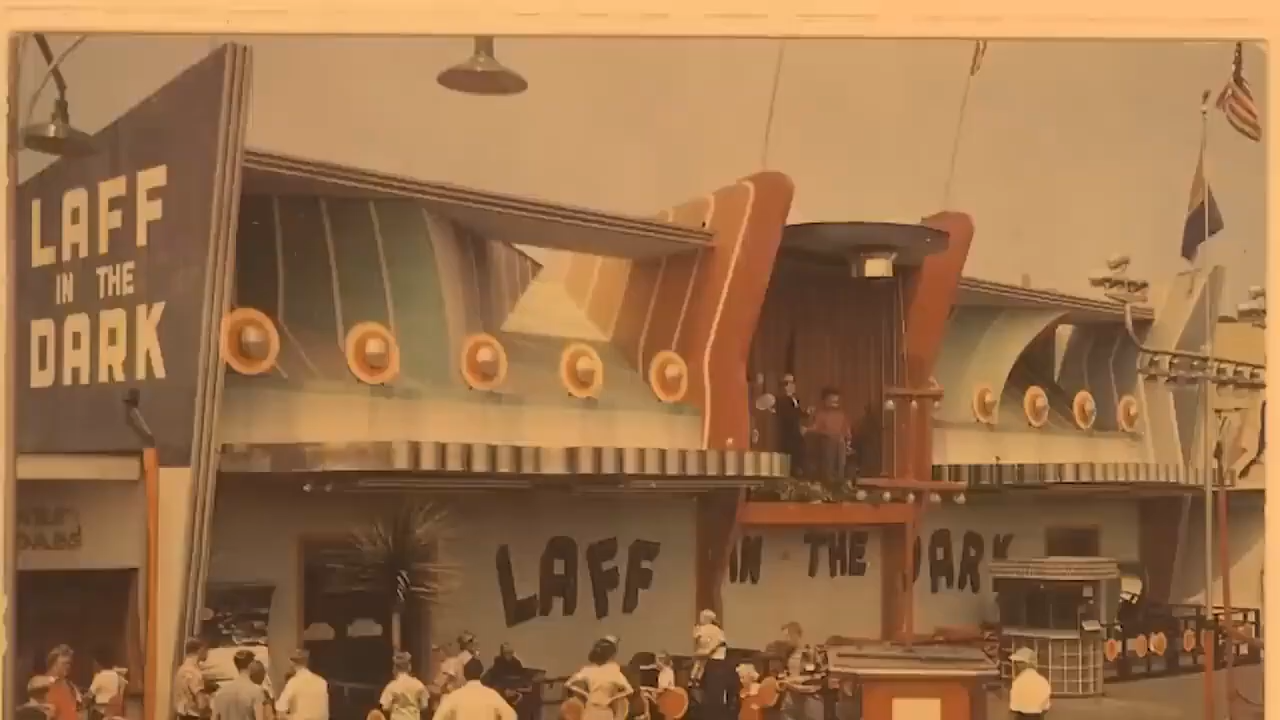 LAFF
IN THE
DARK
LAFF IN THE DARK